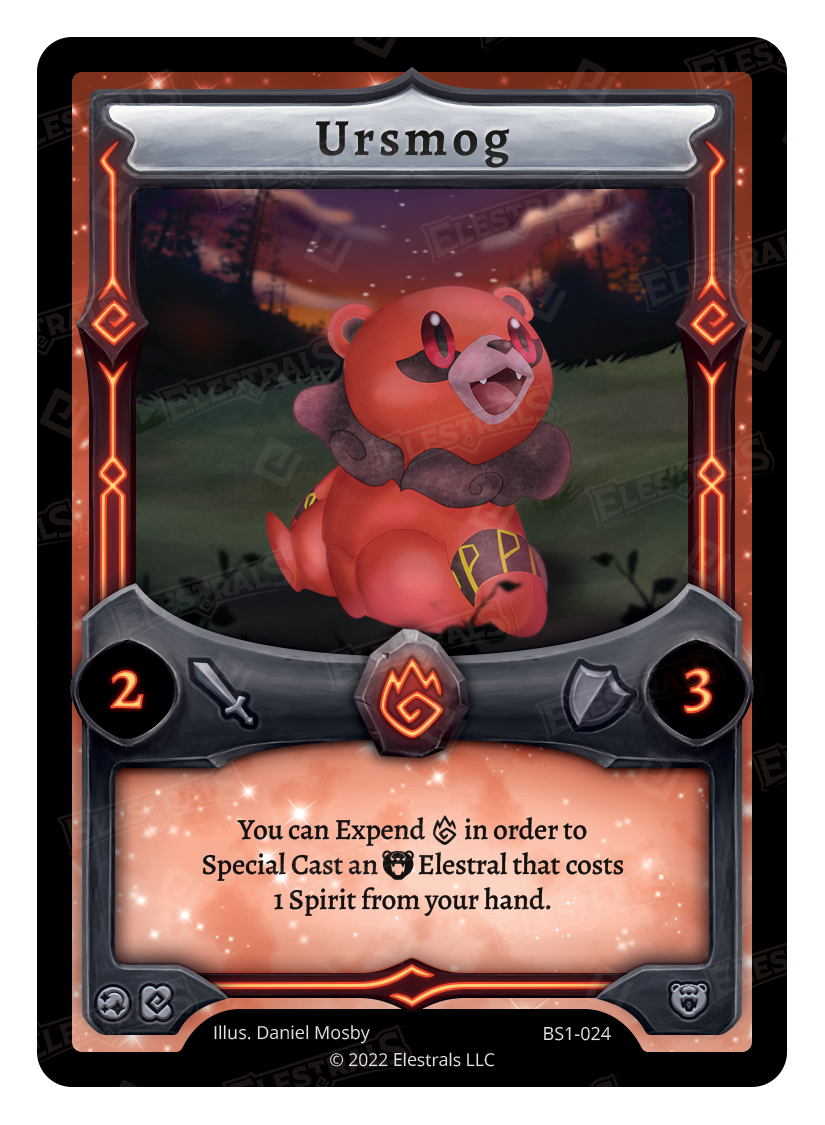 Ursmog
2
3
You can Expend in order to
Special Cast an Elestral that costs
1 Spirit from your hand.
Illus. Daniel Mosby
BS1-024
© 2022 Elestrals LLC
ELESTRALS